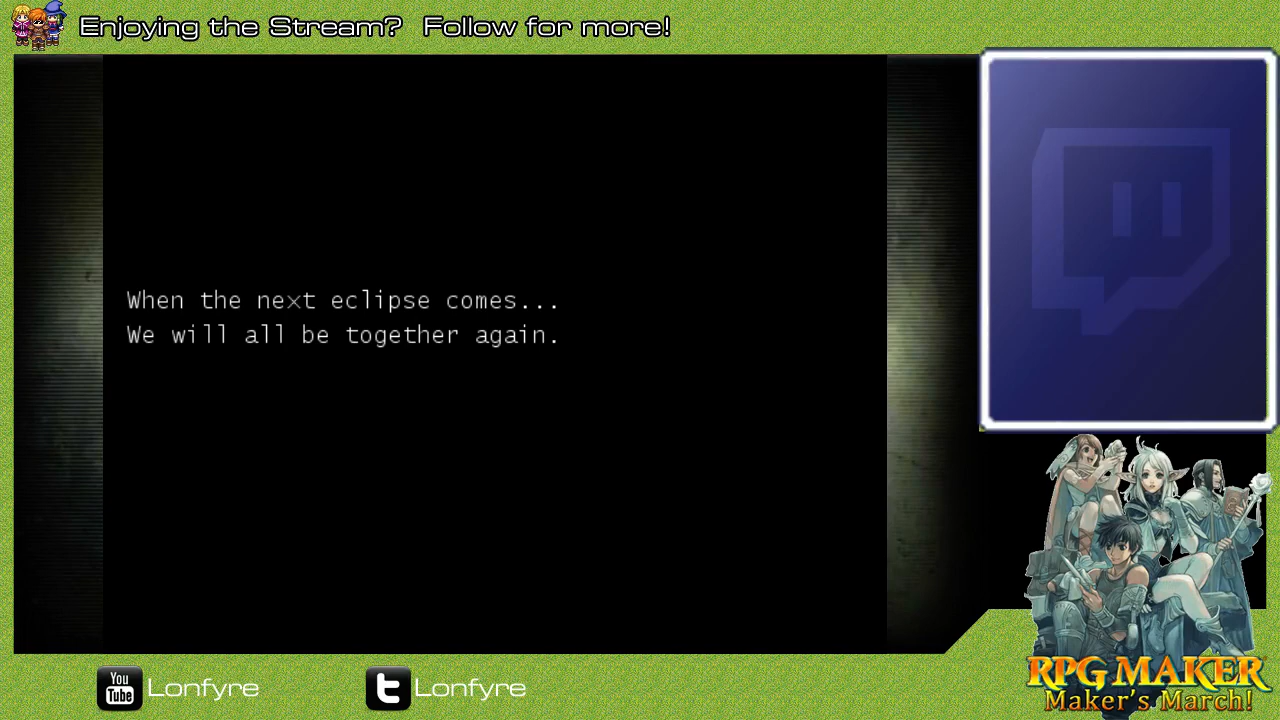 Enjoying the Stream? Follow for more!
When the next eclipse comes...
We will all be together again.
You
Tube
Lonfyre
Lonfyre
RPG MAKER
Maker's March!